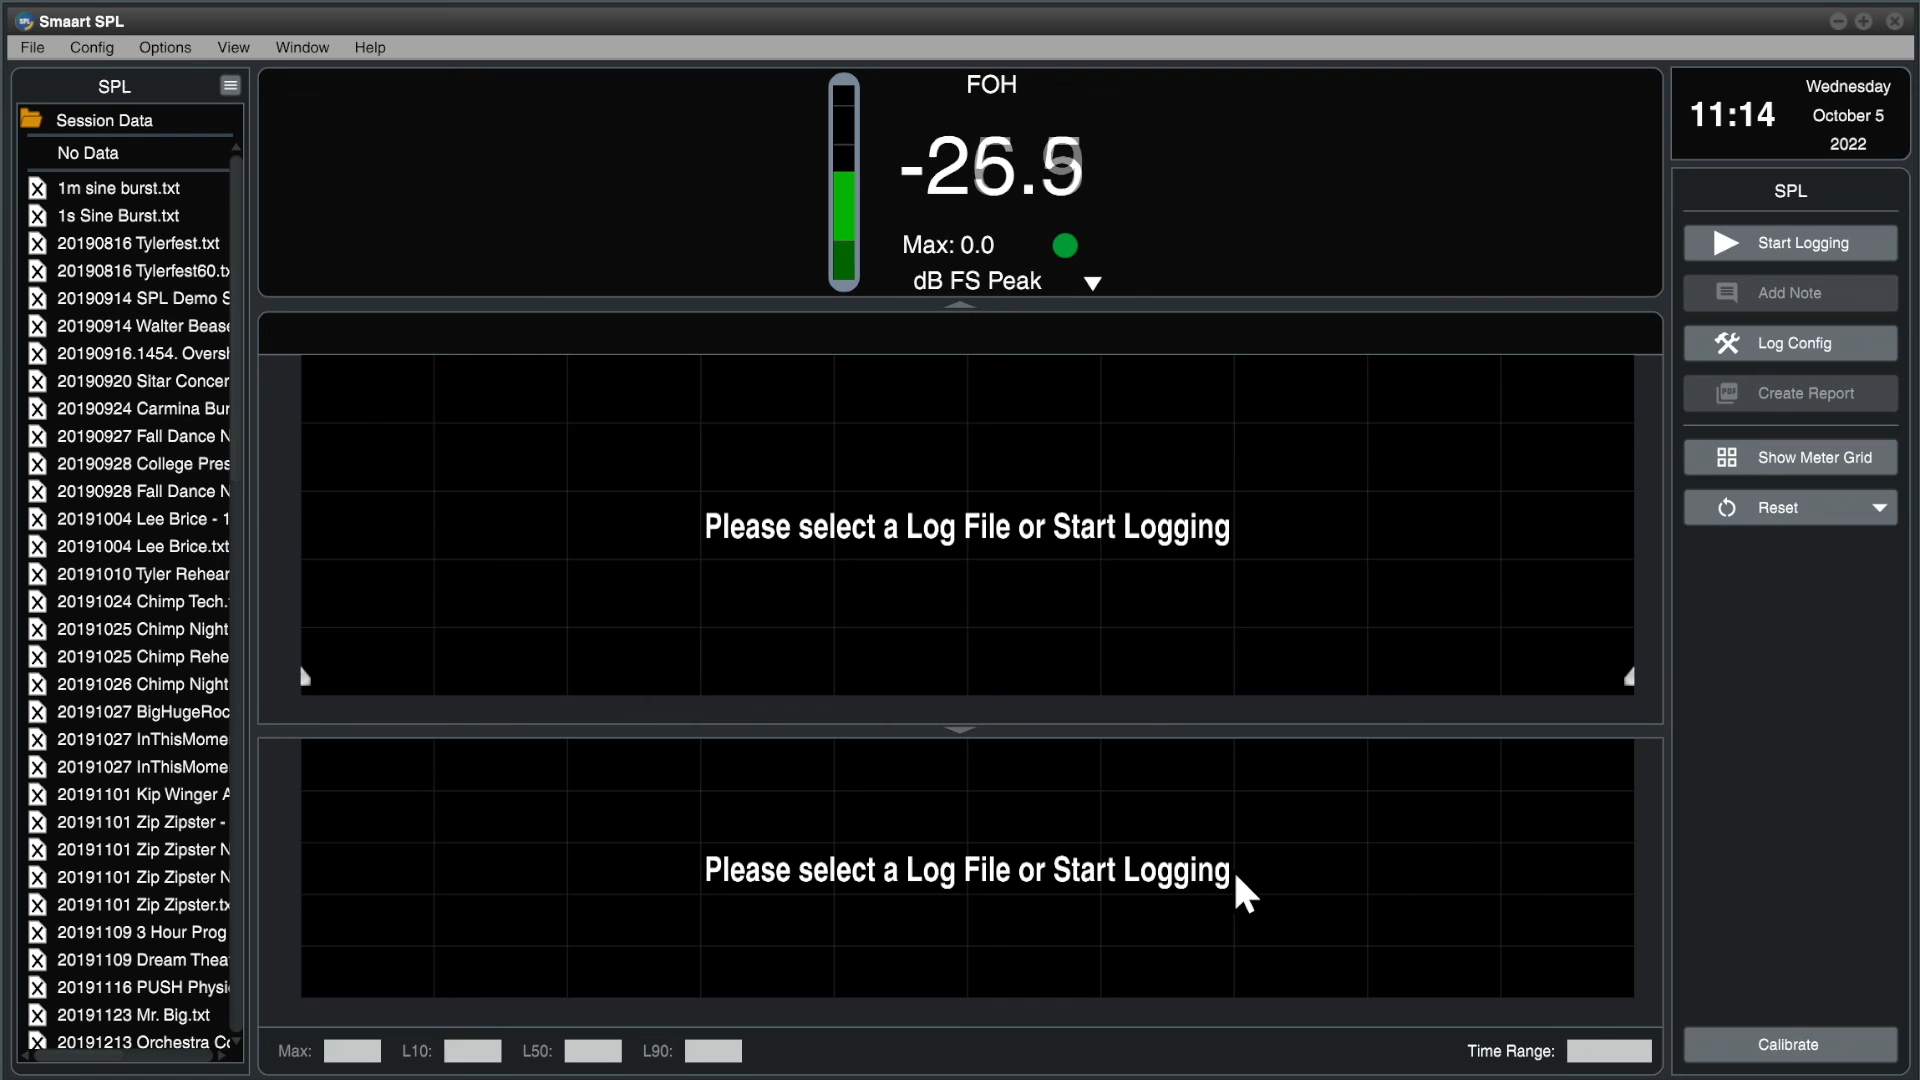 Smaart SPL
File Config Options View Window Help
SPL
Session Data
No Data
1m sine burst.txt
1s Sine Burst.txt
20190816 Tylerfest.txt
20190816 Tylerfest60.tx
20190914 SPL Demo S
20190914 Walter Bease
20190916.1454. Oversh
20190920 Sitar Concer
20190924 Carmina Bur
20190927 Fall Dance N
20190928 College Pres
20190928 Fall Dance N
20191004 Lee Brice - 1
20191004 Lee Brice.txt
20191010 Tyler Rehear
20191024 Chimp Tech.
20191025 Chimp Night
20191025 Chimp Rehe
20191026 Chimp Night
20191027 BigHugeRoc
20191027 InThisMome
20191027 InThisMome
20191101 Kip Winger A
20191101 Zip Zipster -
20191101 Zip Zipster N
20191101 Zip Zipster N
20191101 Zip Zipster.tx
20191109 3 Hour Prog
20191109 Dream Thea
20191116 PUSH Physi
20191123 Mr. Big.txt
20191213 Orchestra Co
FOH
Max: 0.0
dB FS Peak
Please select a Log File or Start Logging
Please select a Log File or Start Logging
Max: L10: L50: L90: Time Range:
11:14
Wednesday
October 5
2022
SPL
Start Logging
Add Note
Log Config
PDF Create Report
Show Meter Grid
Reset
Calibrate